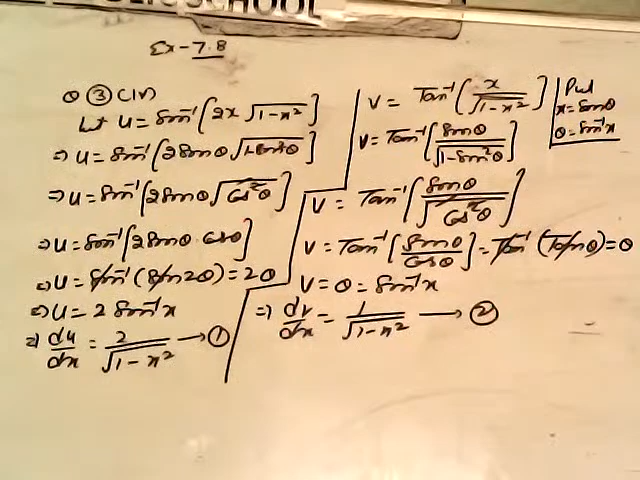 SCHOOL
Ex-7.8
Q ③ (iv)
Let u = Sin⁻¹[2x √(1-x²)]
⇒ u = Sin⁻¹[2Sinθ √(1-Sin²θ)]
⇒ u = Sin⁻¹[2Sinθ √(Cos²θ)]
⇒ u = Sin⁻¹[2Sinθ·Cosθ]
⇒ u = Sin⁻¹(Sin2θ) = 2θ
⇒ u = 2 Sin⁻¹x
⇒ du/dx = 2/√(1-x²) → ①
V = Tan⁻¹(x/√(1-x²)]
V = Tan⁻¹[Sinθ/√(1-Sin²θ)]
V = Tan⁻¹[Sinθ/√(Cos²θ)]
V = Tan⁻¹[Sinθ/Cosθ] = Tan⁻¹(Tanθ) = θ
V = θ = Sin⁻¹x
⇒ dv/dx = 1/√(1-x²) → ②
Put
x = Sinθ
θ = Sin⁻¹x